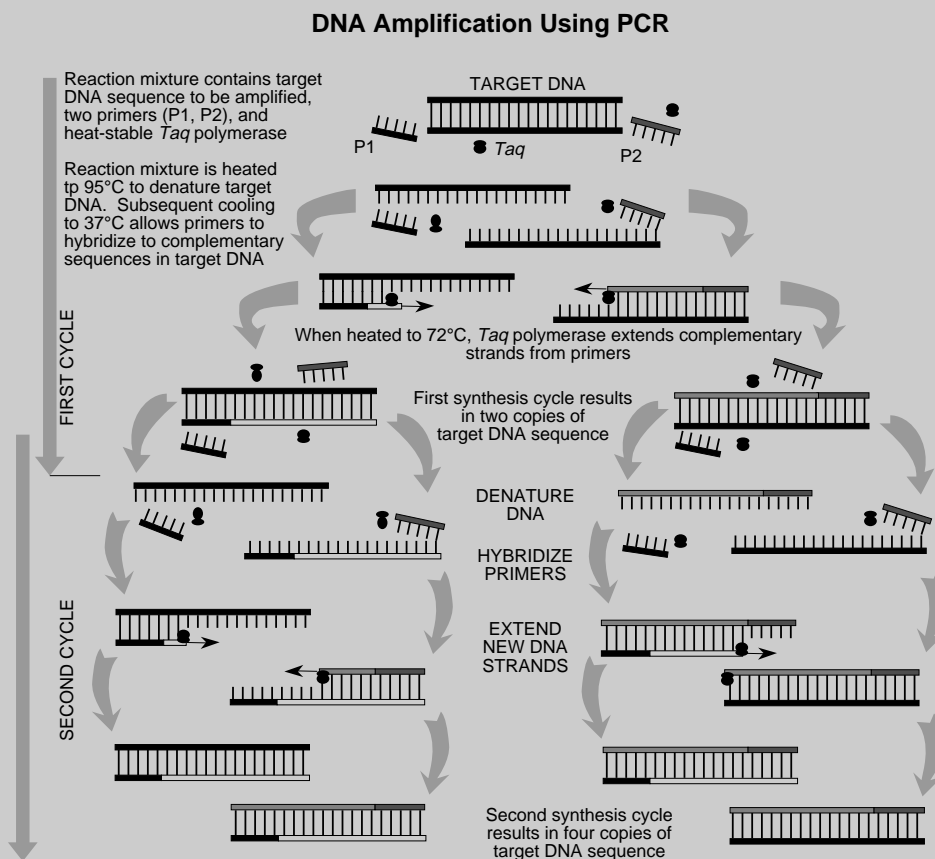 DNA Amplification Using PCR
Reaction mixture contains target
DNA sequence to be amplified,
two primers (P1, P2), and
heat-stable Taq polymerase
TARGET DNA
P1
Taq
P2
Reaction mixture is heated
tp 95°C to denature target
DNA. Subsequent cooling
to 37°C allows primers to
hybridize to complementary
sequences in target DNA
When heated to 72°C, Taq polymerase extends complementary
strands from primers
FIRST CYCLE
First synthesis cycle results
in two copies of
target DNA sequence
DENATURE
DNA
HYBRIDIZE
PRIMERS
SECOND CYCLE
EXTEND
NEW DNA
STRANDS
Second synthesis cycle
results in four copies of
target DNA sequence